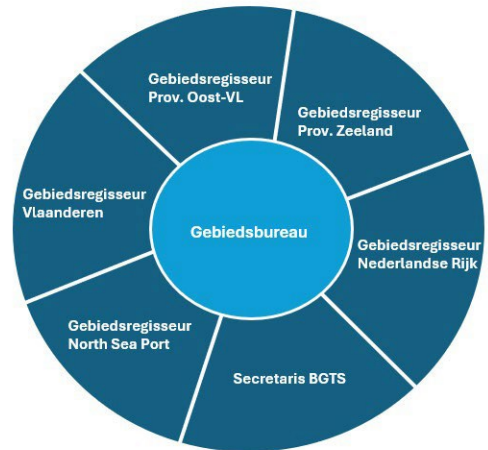 Gebiedsregisseur
Prov. Oost-VL
Gebiedsregisseur
Prov. Zeeland
Gebiedsregisseur
Vlaanderen
Gebiedsbureau
Gebiedsregisseur
Nederlandse Rijk
Gebiedsregisseur
North Sea Port
Secretaris BGTS